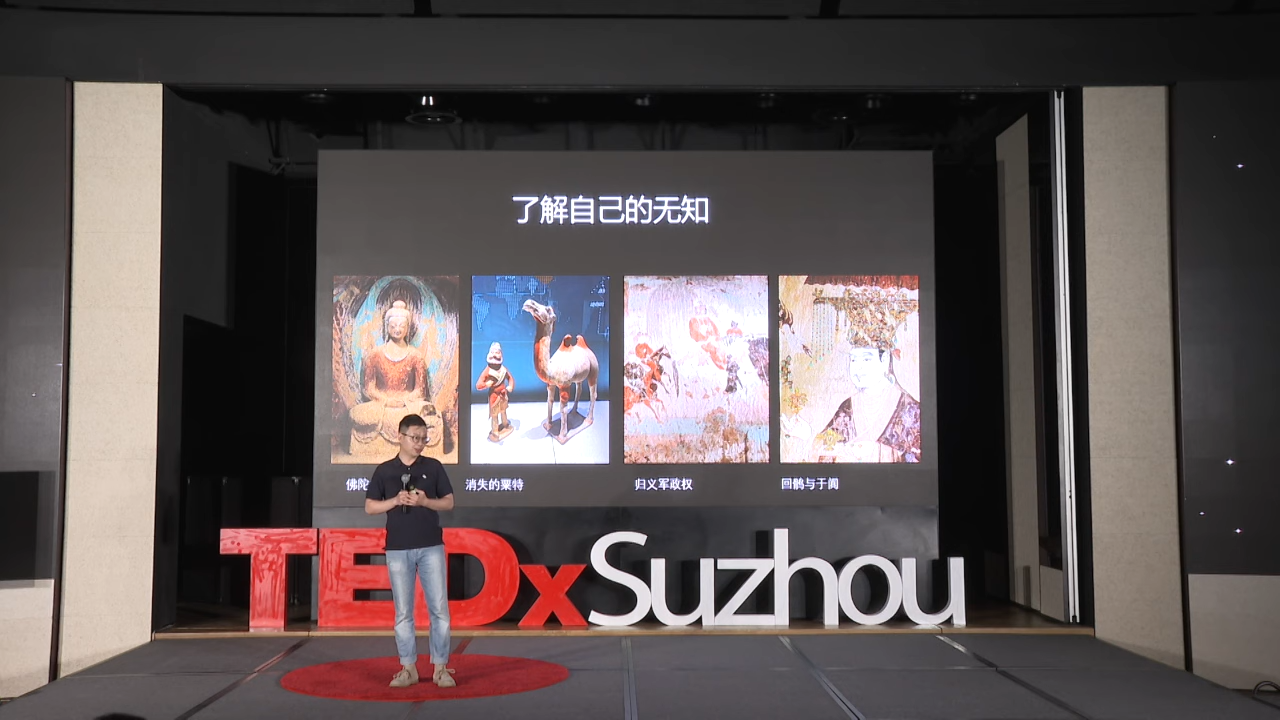 了解自己的无知
佛陀
消失的粟特
归义军政权
回鹘与于阗
TEDxSuzhou